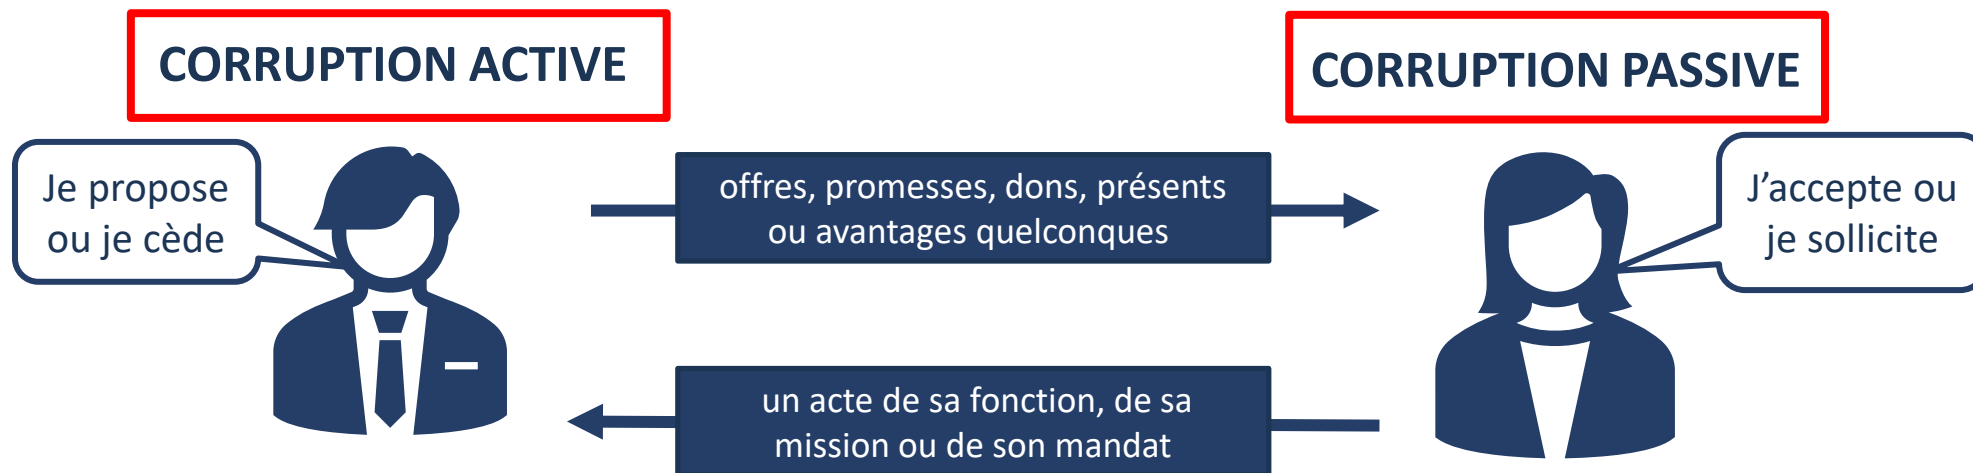 CORRUPTION ACTIVE
CORRUPTION PASSIVE
Je propose
ou je cède
offres, promesses, dons, présents
ou avantages quelconques
J’accepte ou
je sollicite
un acte de sa fonction, de sa
mission ou de son mandat